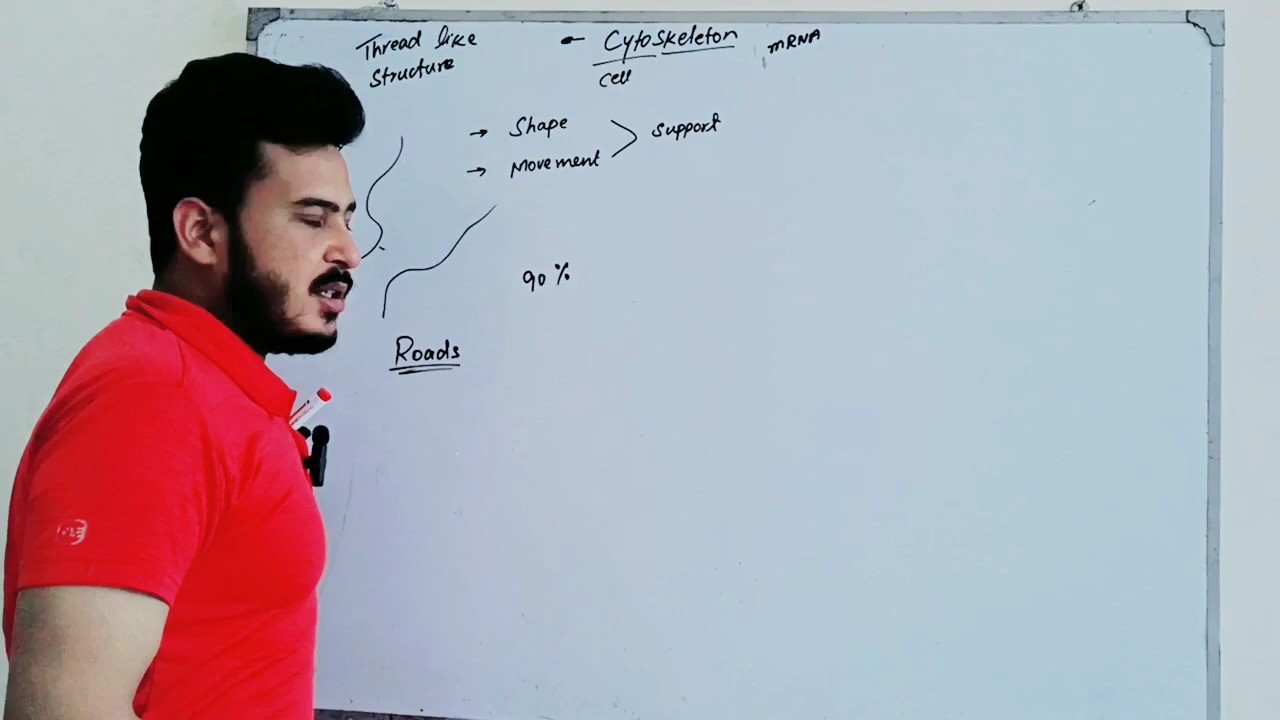 Thread like
structure
- Cytoskeleton
cell
mRNA
→ Shape
→ Movement
support
90%
Roads